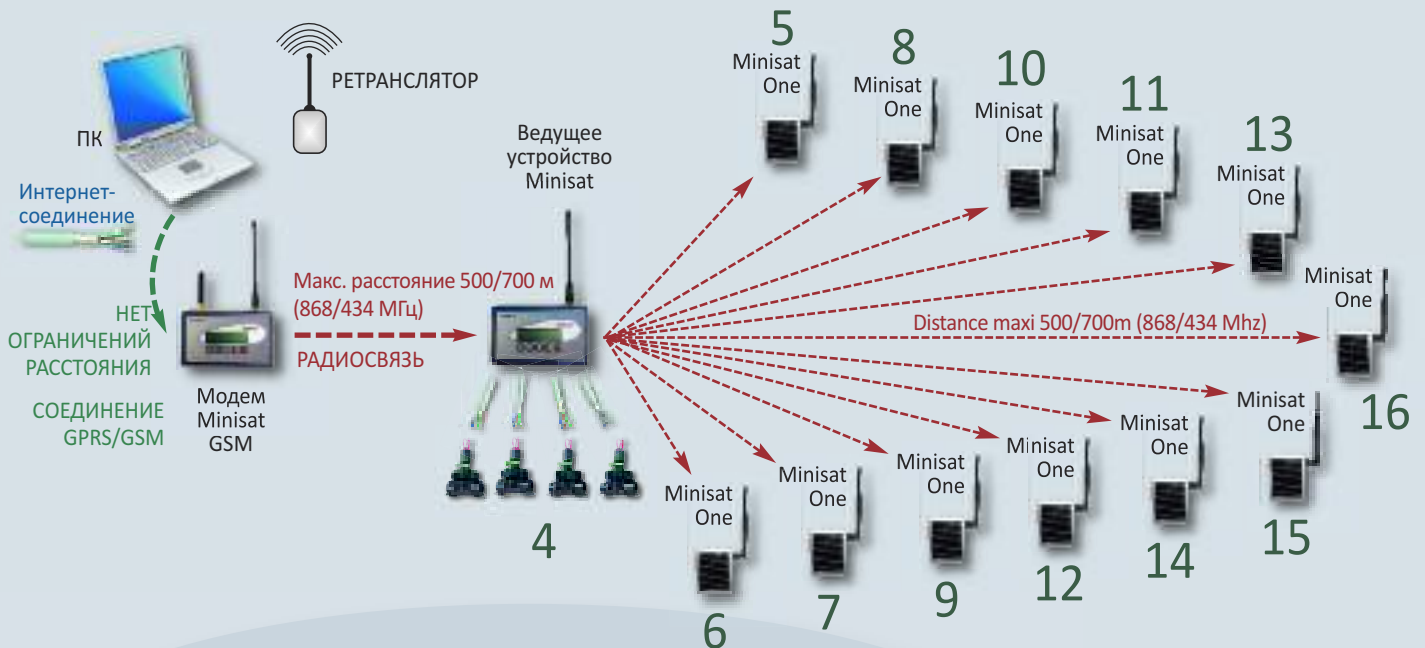 ПК
РЕТРАНСЛЯТОР
Интернет-
соединение
НЕТ
ОГРАНИЧЕНИЙ
РАССТОЯНИЯ
СОЕДИНЕНИЕ
GPRS/GSM
Модем
Minisat
GSM
Макс. расстояние 500/700 м
(868/434 МГц)
РАДИОСВЯЗЬ
Ведущее
устройство
Minisat
4
5
Minisat
One
8
Minisat
One
10
Minisat
One
11
Minisat
One
13
Minisat
One
Distance maxi 500/700m (868/434 Mhz)
Minisat
One
16
Minisat
One
15
Minisat
One
14
Minisat
One
12
Minisat
One
9
Minisat
One
7
Minisat
One
6